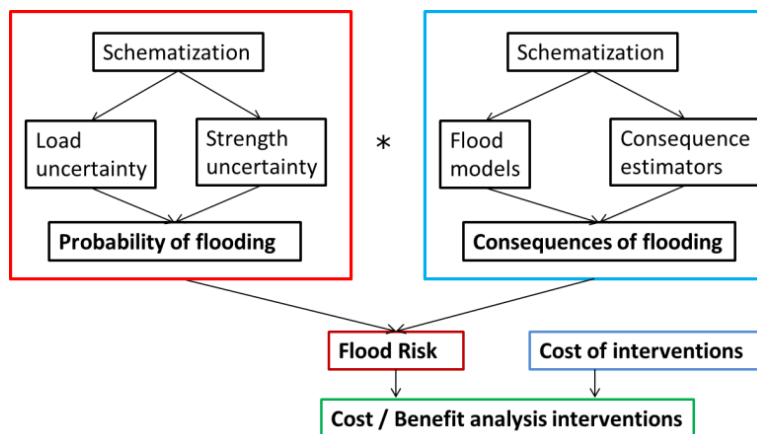 Schematization
Schematization
Load
uncertainty
Strength
uncertainty
*
Flood
models
Consequence
estimators
Probability of flooding
Consequences of flooding
Flood Risk
Cost of interventions
Cost / Benefit analysis interventions